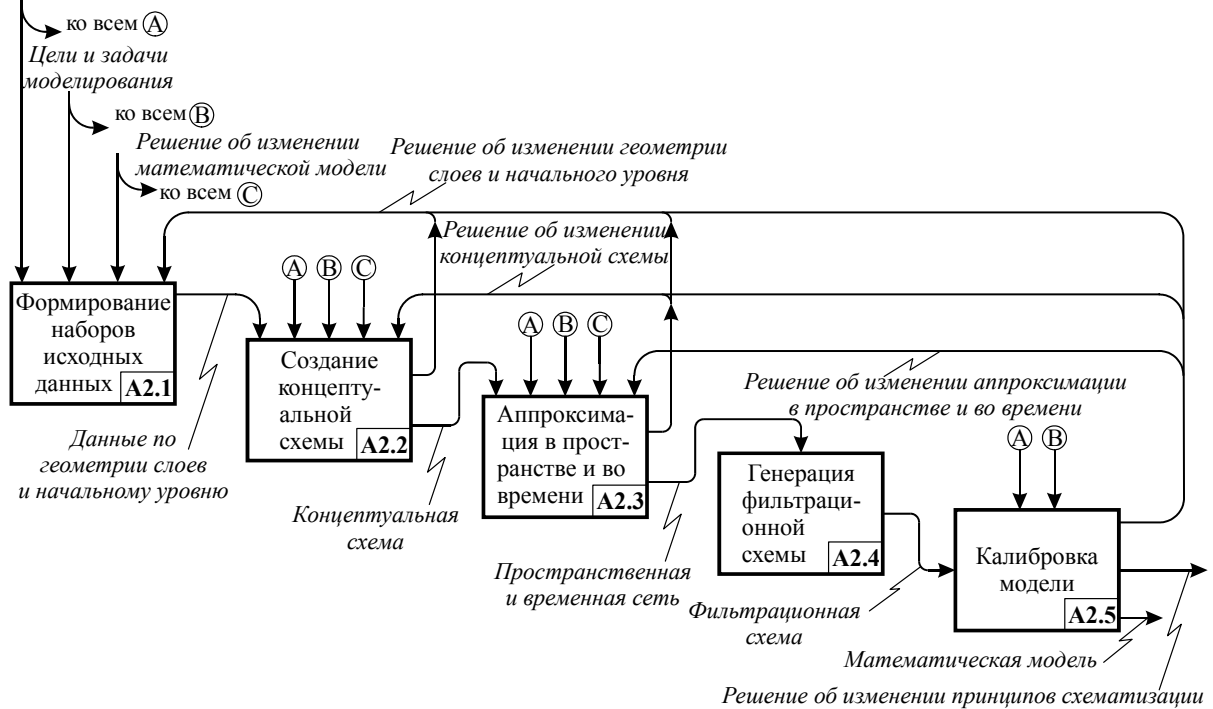 ко всем A
Цели и задачи
моделирования
ко всем B
Решение об изменении
математической модели
ко всем C
Решение об изменении геометрии
слоев и начального уровня
Решение об изменении
концептуальной схемы
A B C
Формирование
наборов
исходных
данных A2.1
A B C
Создание
концепту-
альной
схемы A2.2
Решение об изменении аппроксимации
в пространстве и во времени
Аппроксима-
ция в прост-
ранстве и во
времени A2.3
Данные по
геометрии слоев
и начальному уровню
A B
Генерация
фильтраци-
онной
схемы A2.4
Концептуальная
схема
Калибровка
модели
A2.5
Пространственная
и временная сеть
Фильтрационная
схема
Математическая модель
Решение об изменении принципов схематизации